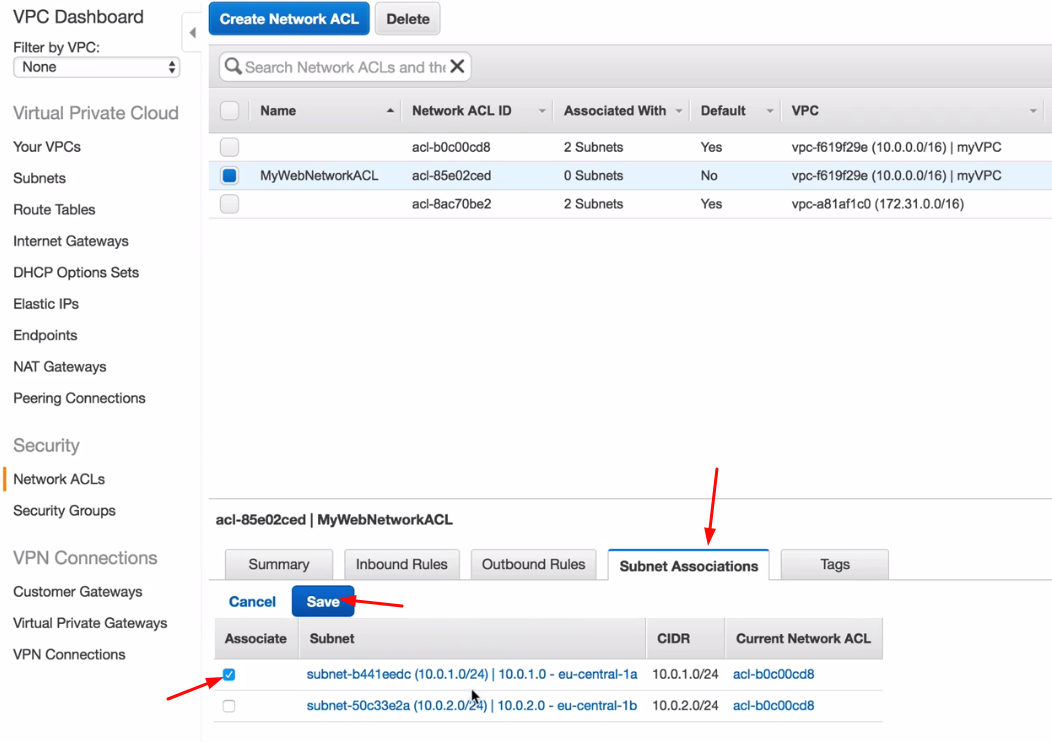 VPC Dashboard
Filter by VPC:
None
Virtual Private Cloud
Your VPCs
Subnets
Route Tables
Internet Gateways
DHCP Options Sets
Elastic IPs
Endpoints
NAT Gateways
Peering Connections
Security
Network ACLs
Security Groups
VPN Connections
Customer Gateways
Virtual Private Gateways
VPN Connections
Create Network ACL Delete
Search Network ACLs and the
Name Network ACL ID Associated With Default VPC
acl-b0c00cd8 2 Subnets Yes vpc-f619f29e (10.0.0.0/16) | myVPC
MyWebNetworkACL acl-85e02ced 0 Subnets No vpc-f619f29e (10.0.0.0/16) | myVPC
acl-8ac70be2 2 Subnets Yes vpc-a81af1c0 (172.31.0.0/16)
acl-85e02ced | MyWebNetworkACL
Summary Inbound Rules Outbound Rules Subnet Associations Tags
Cancel Save
Associate Subnet CIDR Current Network ACL
subnet-b441eedc (10.0.1.0/24) | 10.0.1.0 - eu-central-1a 10.0.1.0/24 acl-b0c00cd8
subnet-50c33e2a (10.0.2.0/24) | 10.0.2.0 - eu-central-1b 10.0.2.0/24 acl-b0c00cd8